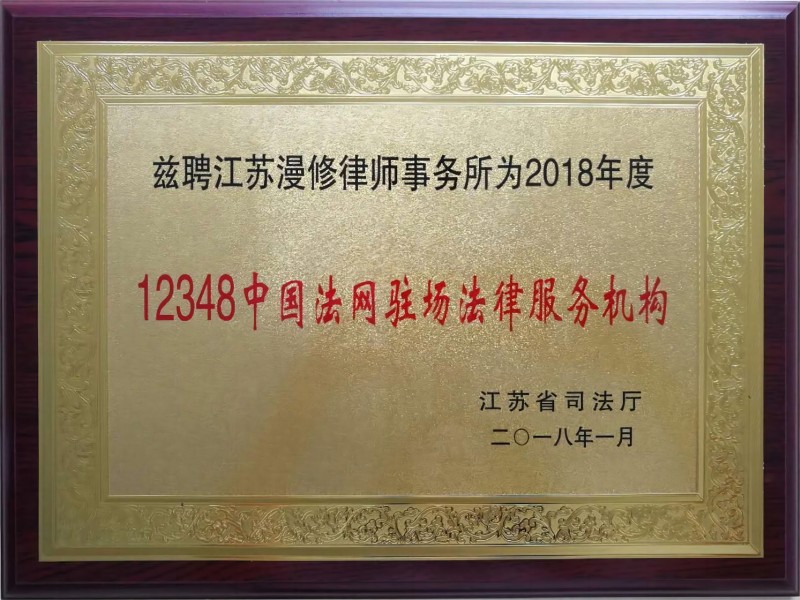 兹聘江苏漫修律师事务所为2018年度
12348中国法网驻场法律服务机构
江苏省司法厅
二〇一八年一月